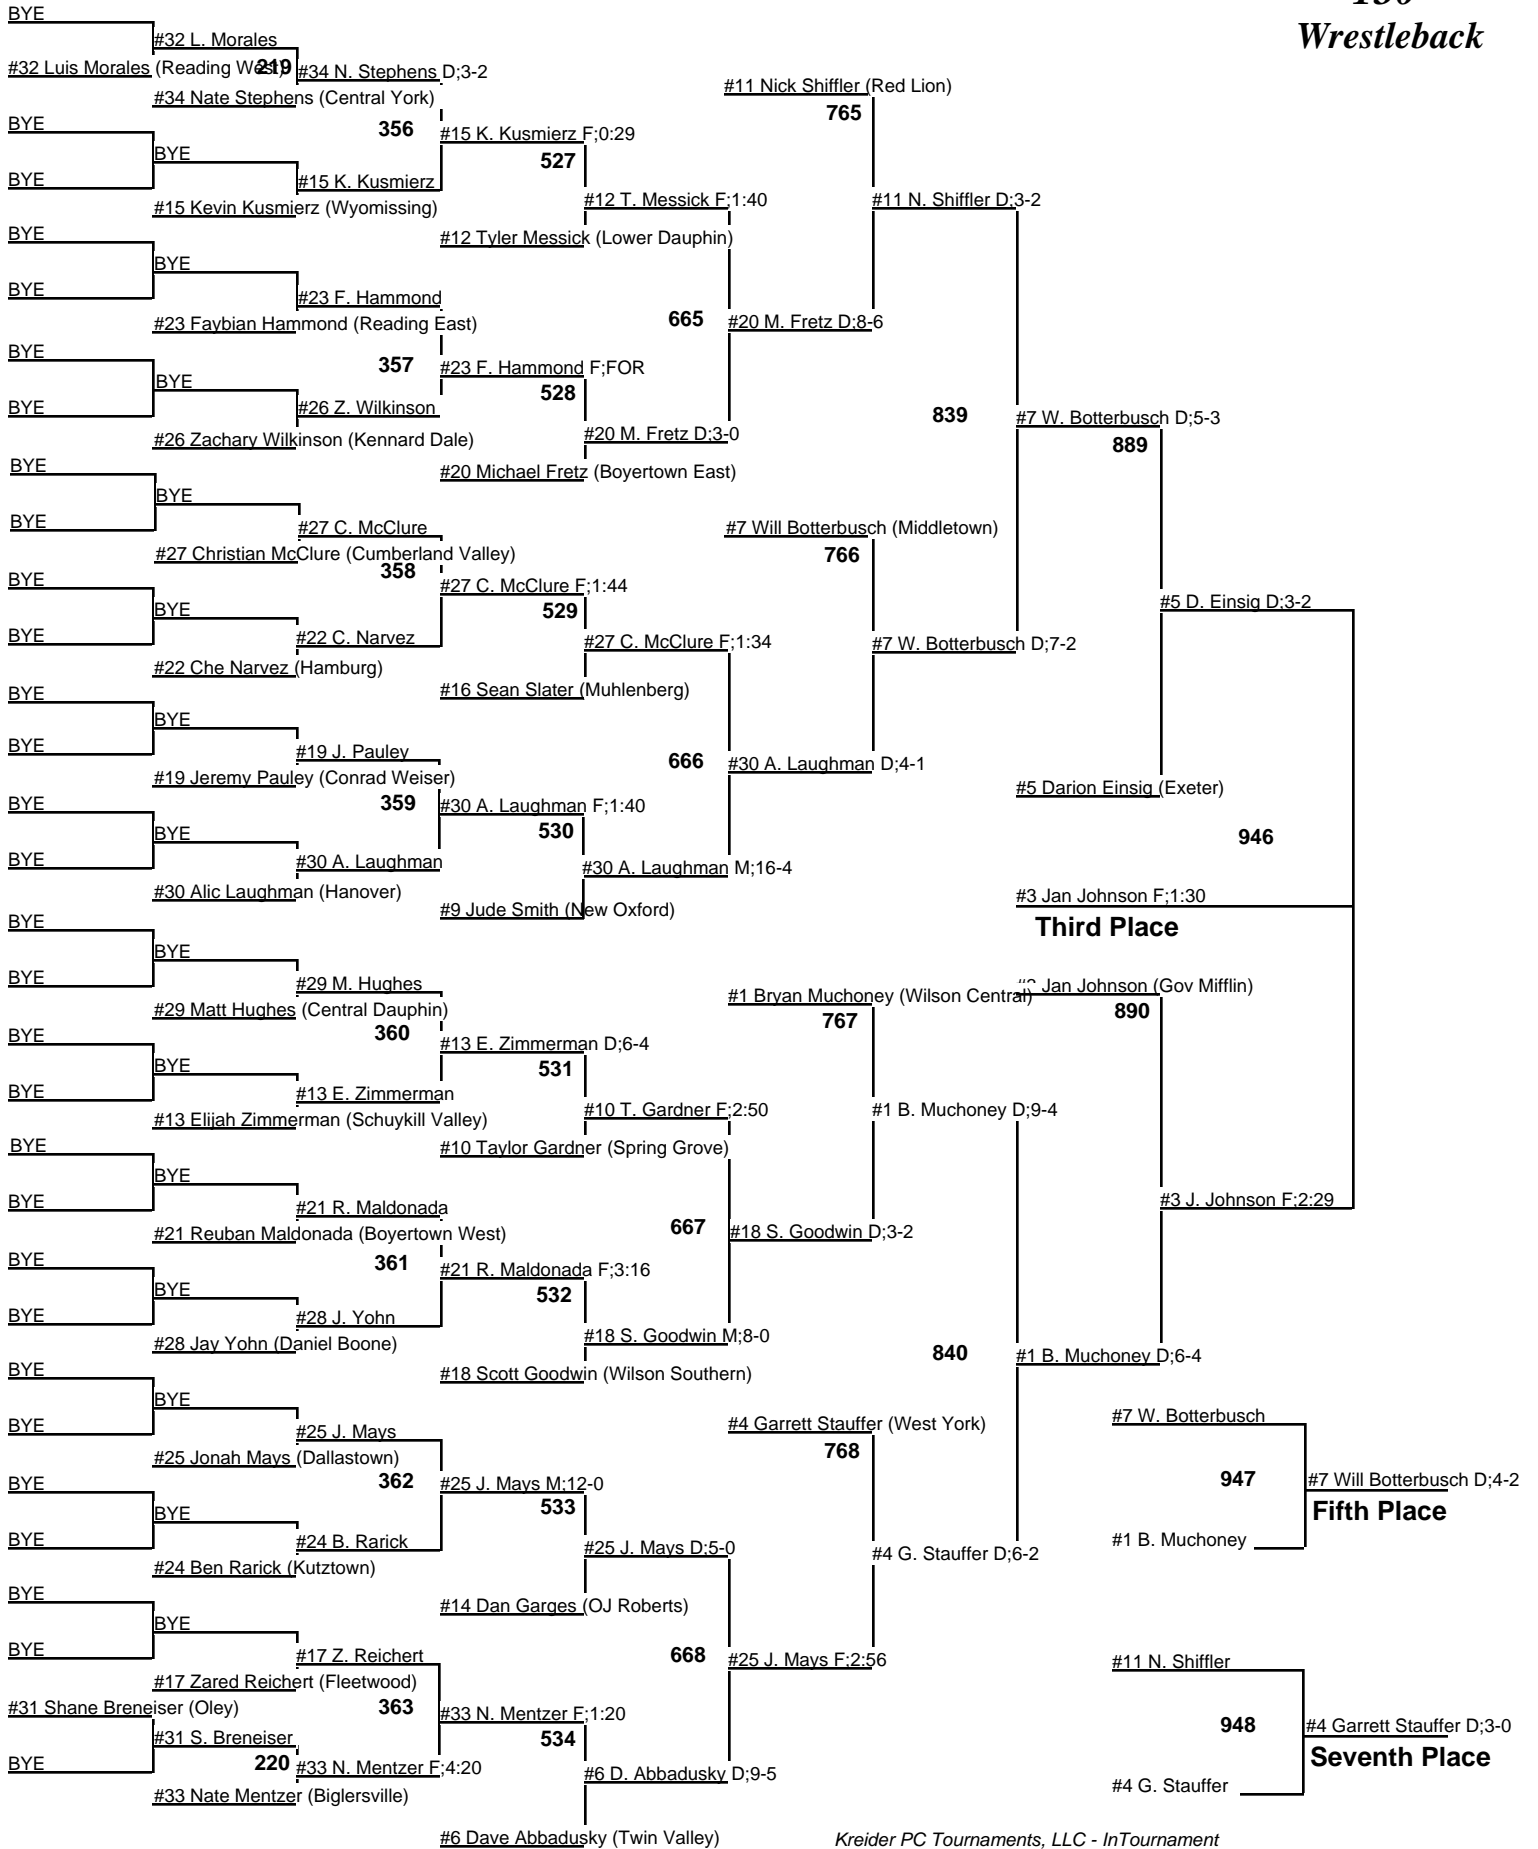 Wrestleback
BYE
#32 L. Morales
#32 Luis Morales (Reading West)
219
#34 N. Stephens D;3-2
#34 Nate Stephens (Central York)
BYE
356
#15 K. Kusmierz F;0:29
BYE
BYE
#15 K. Kusmierz
#15 Kevin Kusmierz (Wyomissing)
527
#12 T. Messick F;1:40
#12 Tyler Messick (Lower Dauphin)
#11 Nick Shiffler (Red Lion)
765
#11 N. Shiffler D;3-2
BYE
BYE
BYE
#23 F. Hammond
#23 Faybian Hammond (Reading East)
665
#20 M. Fretz D;8-6
BYE
357
#23 F. Hammond F;FOR
BYE
528
BYE
#26 Z. Wilkinson
#26 Zachary Wilkinson (Kennard Dale)
#20 M. Fretz D;3-0
#20 Michael Fretz (Boyertown East)
839
#7 W. Botterbusch D;5-3
889
BYE
BYE
BYE
#27 C. McClure
#27 Christian McClure (Cumberland Valley)
#7 Will Botterbusch (Middletown)
766
358
BYE
#27 C. McClure F;1:44
BYE
529
BYE
#22 C. Narvez
#22 Che Narvez (Hamburg)
#27 C. McClure F;1:34
#7 W. Botterbusch D;7-2
#5 D. Einsig D;3-2
#16 Sean Slater (Muhlenberg)
BYE
BYE
BYE
#19 J. Pauley
#19 Jeremy Pauley (Conrad Weiser)
666
#30 A. Laughman D;4-1
#5 Darion Einsig (Exeter)
359
BYE
#30 A. Laughman F;1:40
530
BYE
BYE
#30 A. Laughman
#30 Alic Laughman (Hanover)
#30 A. Laughman M;16-4
#9 Jude Smith (New Oxford)
946
#3 Jan Johnson F;1:30
Third Place
BYE
BYE
BYE
#29 M. Hughes
#29 Matt Hughes (Central Dauphin)
#1 Bryan Muchoney (Wilson Central)
Jan Johnson (Gov Mifflin)
767
890
360
BYE
#13 E. Zimmerman D;6-4
531
BYE
BYE
#13 E. Zimmerman
#13 Elijah Zimmerman (Schuykill Valley)
#10 T. Gardner F;2:50
#1 B. Muchoney D;9-4
#10 Taylor Gardner (Spring Grove)
BYE
BYE
BYE
#21 R. Maldonada
#21 Reuban Maldonada (Boyertown West)
667
#18 S. Goodwin D;3-2
#3 J. Johnson F;2:29
BYE
361
#21 R. Maldonada F;3:16
BYE
532
BYE
#28 J. Yohn
#28 Jay Yohn (Daniel Boone)
#18 S. Goodwin M;8-0
#18 Scott Goodwin (Wilson Southern)
840
#1 B. Muchoney D;6-4
BYE
BYE
BYE
#25 J. Mays
#25 Jonah Mays (Dallastown)
#4 Garrett Stauffer (West York)
768
#7 W. Botterbusch
947
#7 Will Botterbusch D;4-2
Fifth Place
#1 B. Muchoney
BYE
362
#25 J. Mays M;12-0
533
BYE
BYE
#24 B. Rarick
#24 Ben Rarick (Kutztown)
#25 J. Mays D;5-0
#4 G. Stauffer D;6-2
#14 Dan Garges (OJ Roberts)
BYE
BYE
BYE
#17 Z. Reichert
#17 Zared Reichert (Fleetwood)
668
#25 J. Mays F;2:56
#31 Shane Breneiser (Oley)
363
#33 N. Mentzer F;1:20
#31 S. Breneiser
534
BYE
220
#33 N. Mentzer F;4:20
#33 Nate Mentzer (Biglersville)
#6 D. Abbadusky D;9-5
#6 Dave Abbadusky (Twin Valley)
#11 N. Shiffler
948
#4 Garrett Stauffer D;3-0
Seventh Place
#4 G. Stauffer
Kreider PC Tournaments, LLC - InTournament